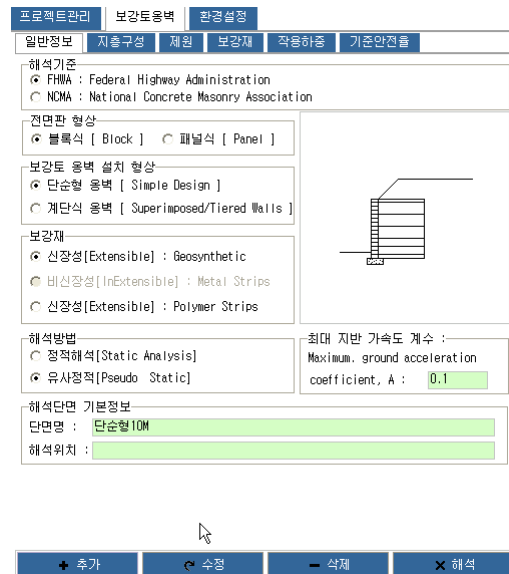 프로젝트관리 보강토옹벽 환경설정
일반정보 지층구성 제원 보강재 작용하중 기준안전율
해석기준
FHWA : Federal Highway Administration
NCMA : National Concrete Masonry Association
전면판 형상
블록식 [ Block ] 패널식 [ Panel ]
보강토 옹벽 설치 형상
단순형 옹벽 [ Simple Design ]
계단식 옹벽 [ Superimposed/Tiered Walls ]
보강재
신장성[Extensible] : Geosynthetic
비신장성[InExtensible] : Metal Strips
신장성[Extensible] : Polymer Strips
해석방법
정적해석[Static Analysis]
유사정적[Pseudo Static]
최대 지반 가속도 계수 :
Maximum. ground acceleration
coefficient, A : 0.1
해석단면 기본정보
단면명 : 단순형10M
해석위치 :
추가 수정 삭제 해석